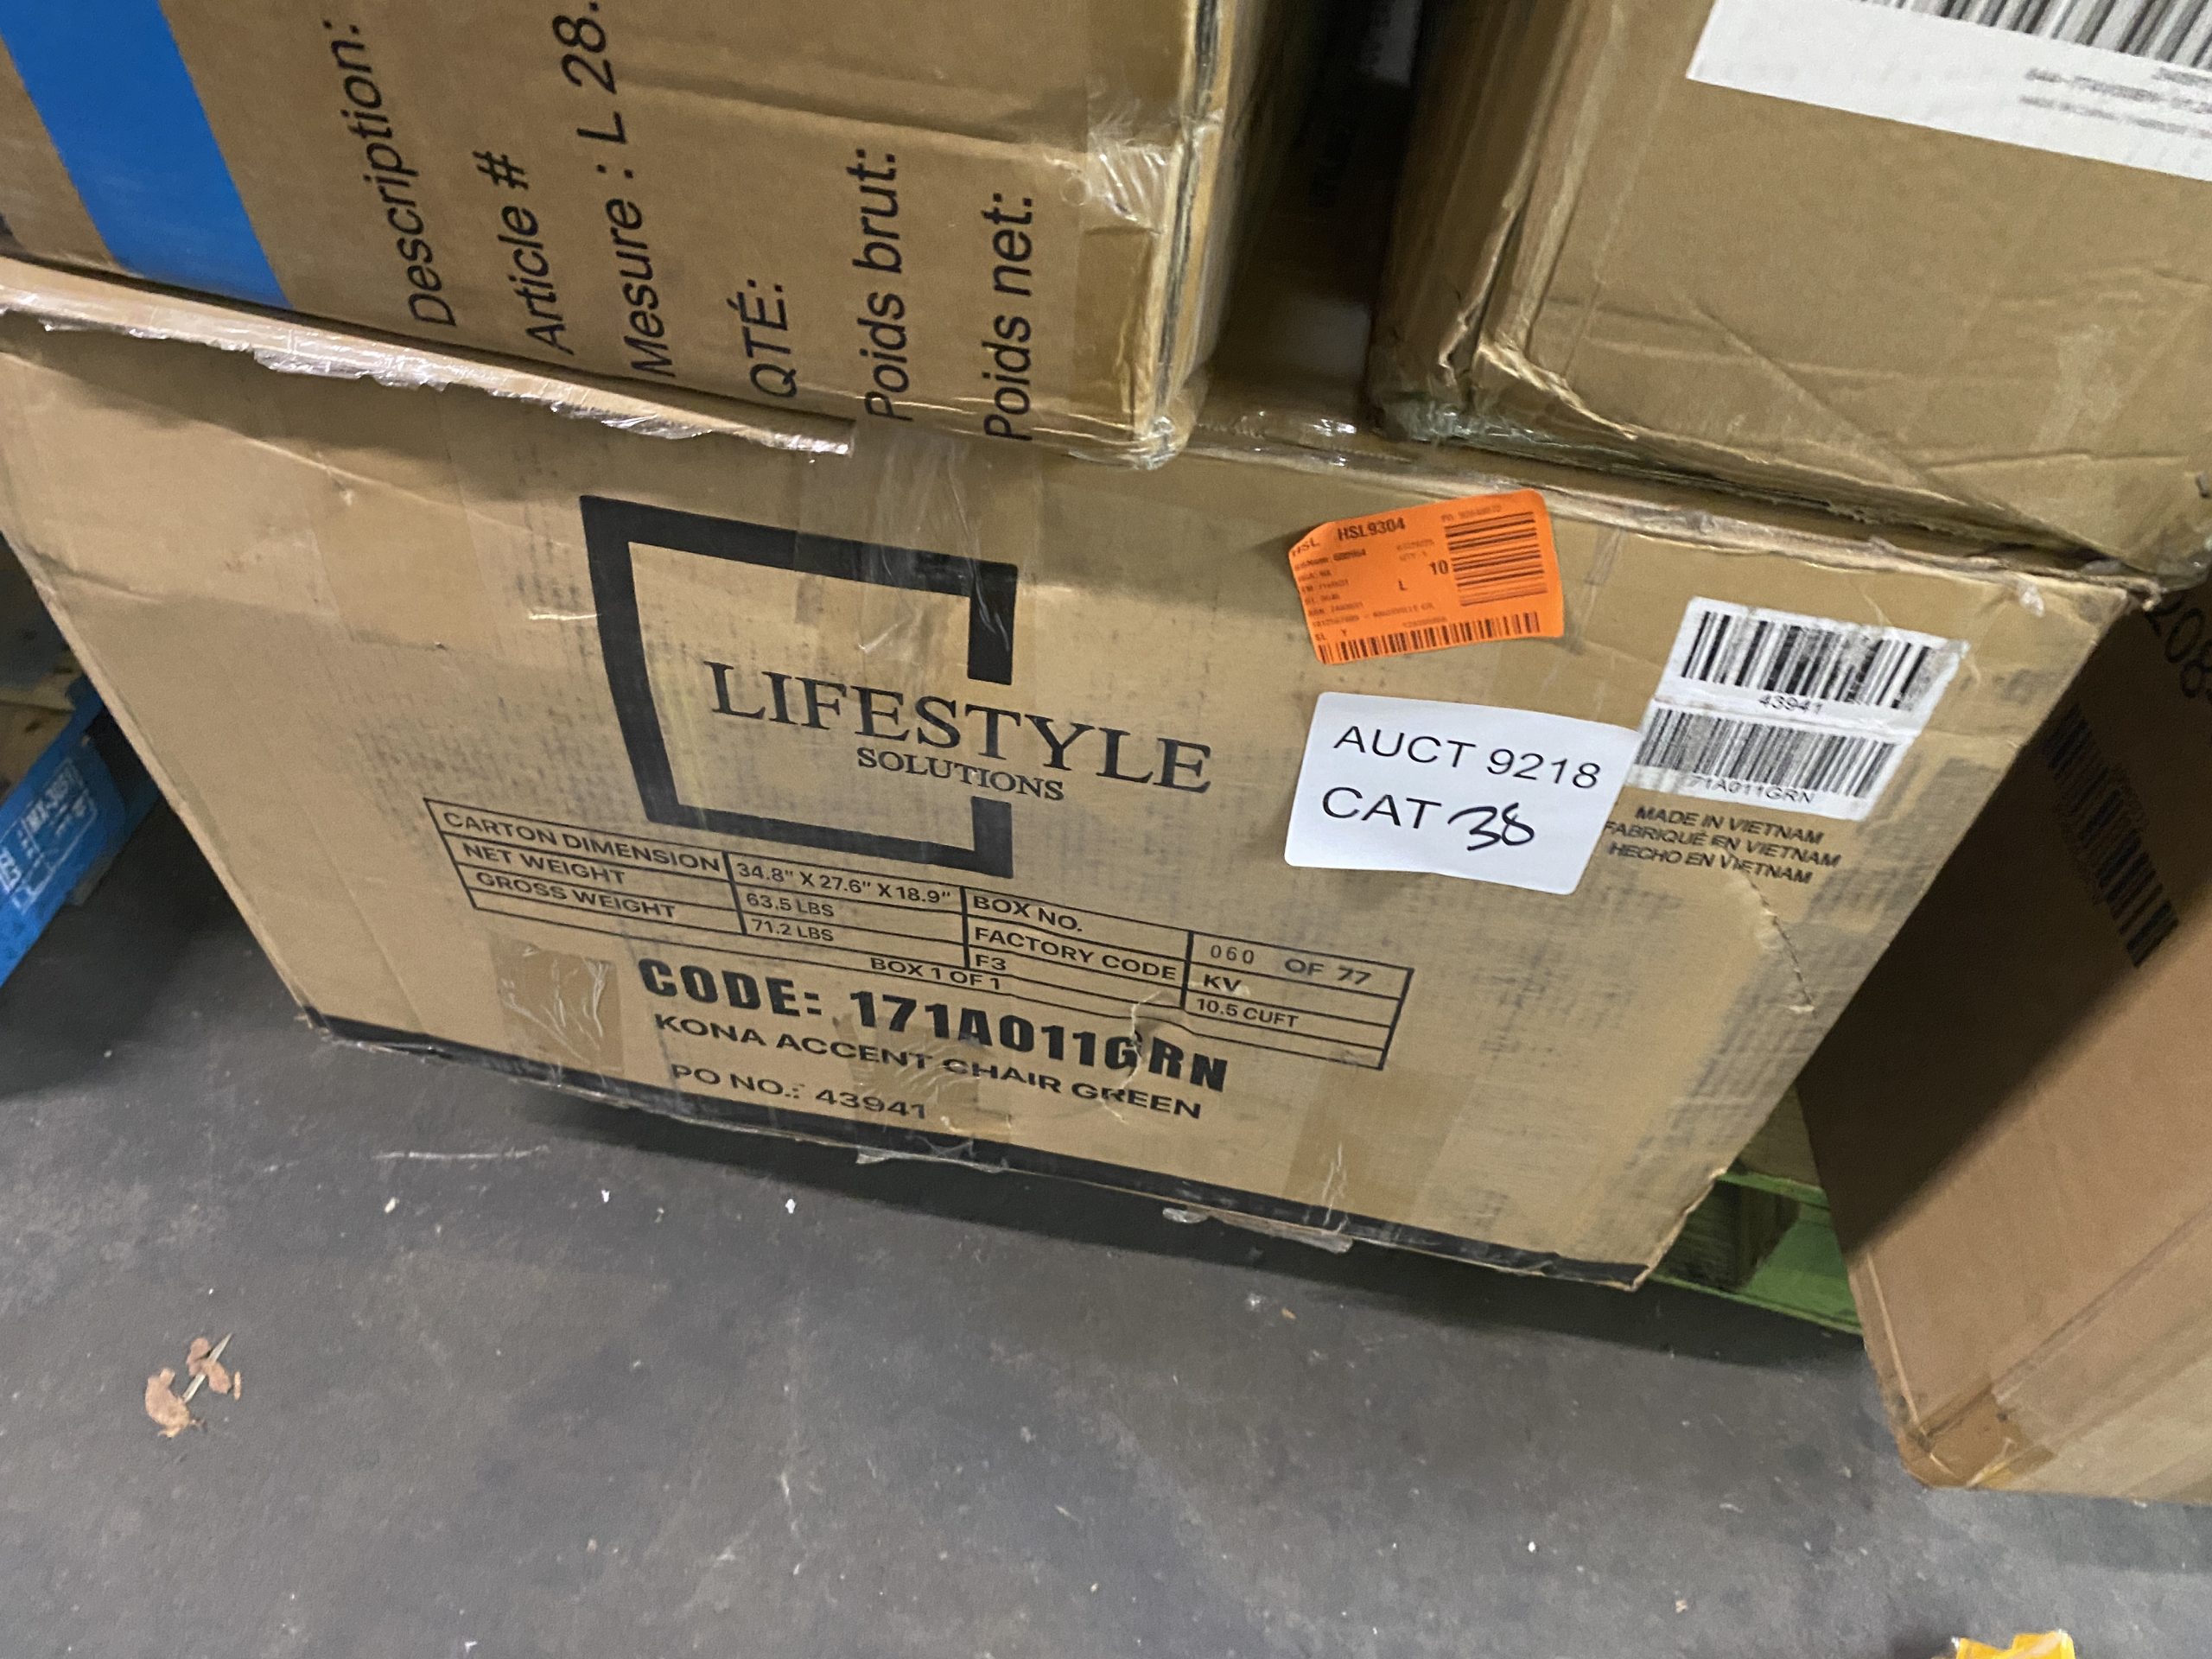 Description:
Article #
Mesure : L 28.
QTÉ:
Poids brut:
Poids net:
LIFESTYLE
SOLUTIONS
HSL HSL9304
L 10
SL Y
AUCT 9218
CAT 38
43941
71A011GRN
MADE IN VIETNAM
FABRIQUÉ EN VIETNAM
HECHO EN VIETNAM
CARTON DIMENSION 34.8" X 27.6" X 18.9" BOX NO. 060 OF 77
NET WEIGHT 63.5 LBS FACTORY CODE KV
GROSS WEIGHT 71.2 LBS F3 10.5 CUFT
BOX 1 OF 1
CODE: 171A011GRN
KONA ACCENT CHAIR GREEN
PO NO.: 43941
208